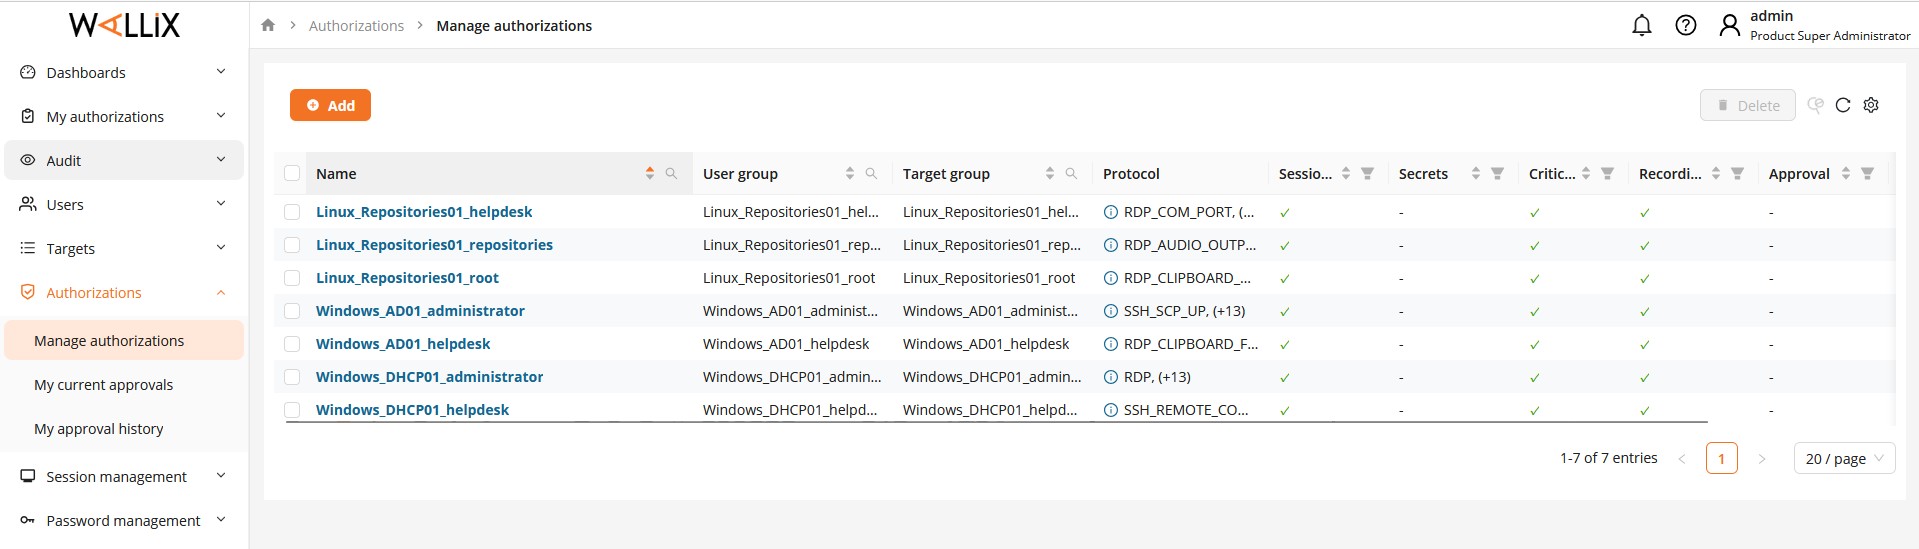 WALLIX
Authorizations
Manage authorizations
admin
Product Super Administrator
Dashboards
My authorizations
Audit
Users
Targets
Authorizations
Manage authorizations
My current approvals
My approval history
Session management
Password management
Add
Delete
Name User group Target group Protocol Sessio... Secrets Critic... Recordi... Approval
Linux_Repositories01_helpdesk Linux_Repositories01_hel... Linux_Repositories01_hel... RDP_COM_PORT, (... ✓ - ✓ ✓ -
Linux_Repositories01_repositories Linux_Repositories01_rep... Linux_Repositories01_rep... RDP_AUDIO_OUTP... ✓ - ✓ ✓ -
Linux_Repositories01_root Linux_Repositories01_root Linux_Repositories01_root RDP_CLIPBOARD_... ✓ - ✓ ✓ -
Windows_AD01_administrator Windows_AD01_administ... Windows_AD01_administ... SSH_SCP_UP, (+13) ✓ - ✓ ✓ -
Windows_AD01_helpdesk Windows_AD01_helpdesk Windows_AD01_helpdesk RDP_CLIPBOARD_F... ✓ - ✓ ✓ -
Windows_DHCP01_administrator Windows_DHCP01_admin... Windows_DHCP01_admin... RDP, (+13) ✓ - ✓ ✓ -
Windows_DHCP01_helpdesk Windows_DHCP01_helpd... Windows_DHCP01_helpd... SSH_REMOTE_CO... ✓ - ✓ ✓ -
1-7 of 7 entries 1 20 / page